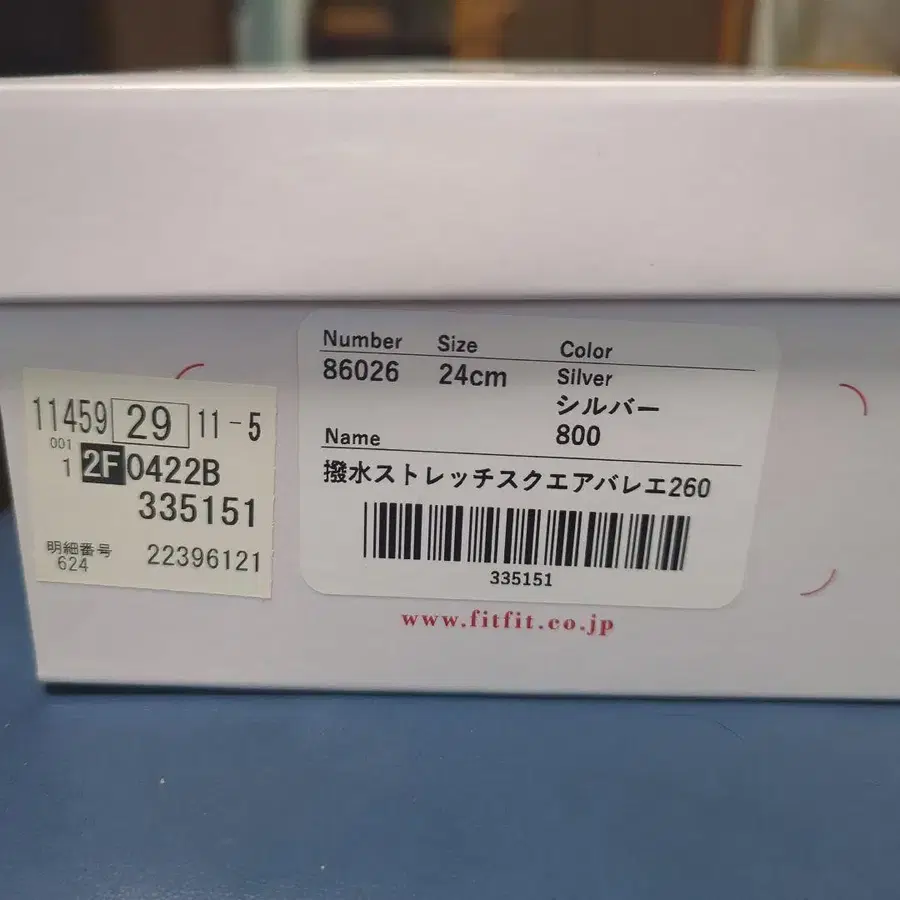 11459 29 11-5
001
1 2F 0422B
335151
明細番号 22396121
624
Number Size Color
86026 24cm Silver
シルバー
800
Name
撥水ストレッチスクエアバレエ260
335151
www.fitfit.co.jp